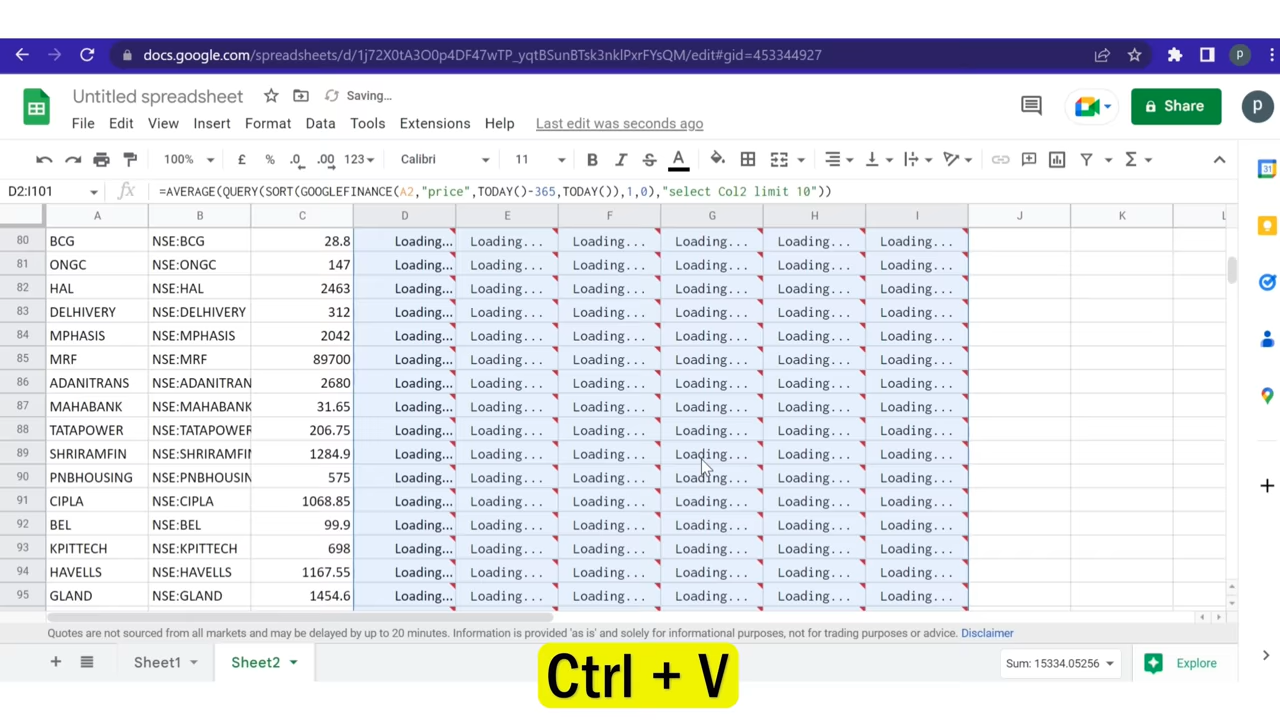 docs.google.com/spreadsheets/d/1j72X0tA3O0p4DF47wTP_yqtBSunBTsk3nklPxrFYsQM/edit#gid=453344927
p
Untitled spreadsheet Saving...
File Edit View Insert Format Data Tools Extensions Help Last edit was seconds ago
Share
p
100% £ % .0 .00 123 Calibri 11 B I S A
D2:I101 fx =AVERAGE(QUERY(SORT(GOOGLEFINANCE(A2,"price",TODAY()-365,TODAY()),1,0),"select Col2 limit 10"))
A B C D E F G H I J K L
80 BCG NSE:BCG 28.8 Loading... Loading... Loading... Loading... Loading... Loading...
81 ONGC NSE:ONGC 147 Loading... Loading... Loading... Loading... Loading... Loading...
82 HAL NSE:HAL 2463 Loading... Loading... Loading... Loading... Loading... Loading...
83 DELHIVERY NSE:DELHIVERY 312 Loading... Loading... Loading... Loading... Loading... Loading...
84 MPHASIS NSE:MPHASIS 2042 Loading... Loading... Loading... Loading... Loading... Loading...
85 MRF NSE:MRF 89700 Loading... Loading... Loading... Loading... Loading... Loading...
86 ADANITRANS NSE:ADANITRAN 2680 Loading... Loading... Loading... Loading... Loading... Loading...
87 MAHABANK NSE:MAHABANK 31.65 Loading... Loading... Loading... Loading... Loading... Loading...
88 TATAPOWER NSE:TATAPOWER 206.75 Loading... Loading... Loading... Loading... Loading... Loading...
89 SHRIRAMFIN NSE:SHRIRAMFIN 1284.9 Loading... Loading... Loading... Loading... Loading... Loading...
90 PNBHOUSING NSE:PNBHOUSIN 575 Loading... Loading... Loading... Loading... Loading... Loading...
91 CIPLA NSE:CIPLA 1068.85 Loading... Loading... Loading... Loading... Loading... Loading...
92 BEL NSE:BEL 99.9 Loading... Loading... Loading... Loading... Loading... Loading...
93 KPITTECH NSE:KPITTECH 698 Loading... Loading... Loading... Loading... Loading... Loading...
94 HAVELLS NSE:HAVELLS 1167.55 Loading... Loading... Loading... Loading... Loading... Loading...
95 GLAND NSE:GLAND 1454.6 Loading... Loading... Loading... Loading... Loading... Loading...
Quotes are not sourced from all markets and may be delayed by up to 20 minutes. Information is provided 'as is' and solely for informational purposes, not for trading purposes or advice. Disclaimer
Sheet1 Sheet2 Sum: 15334.05256 Explore
Ctrl + V